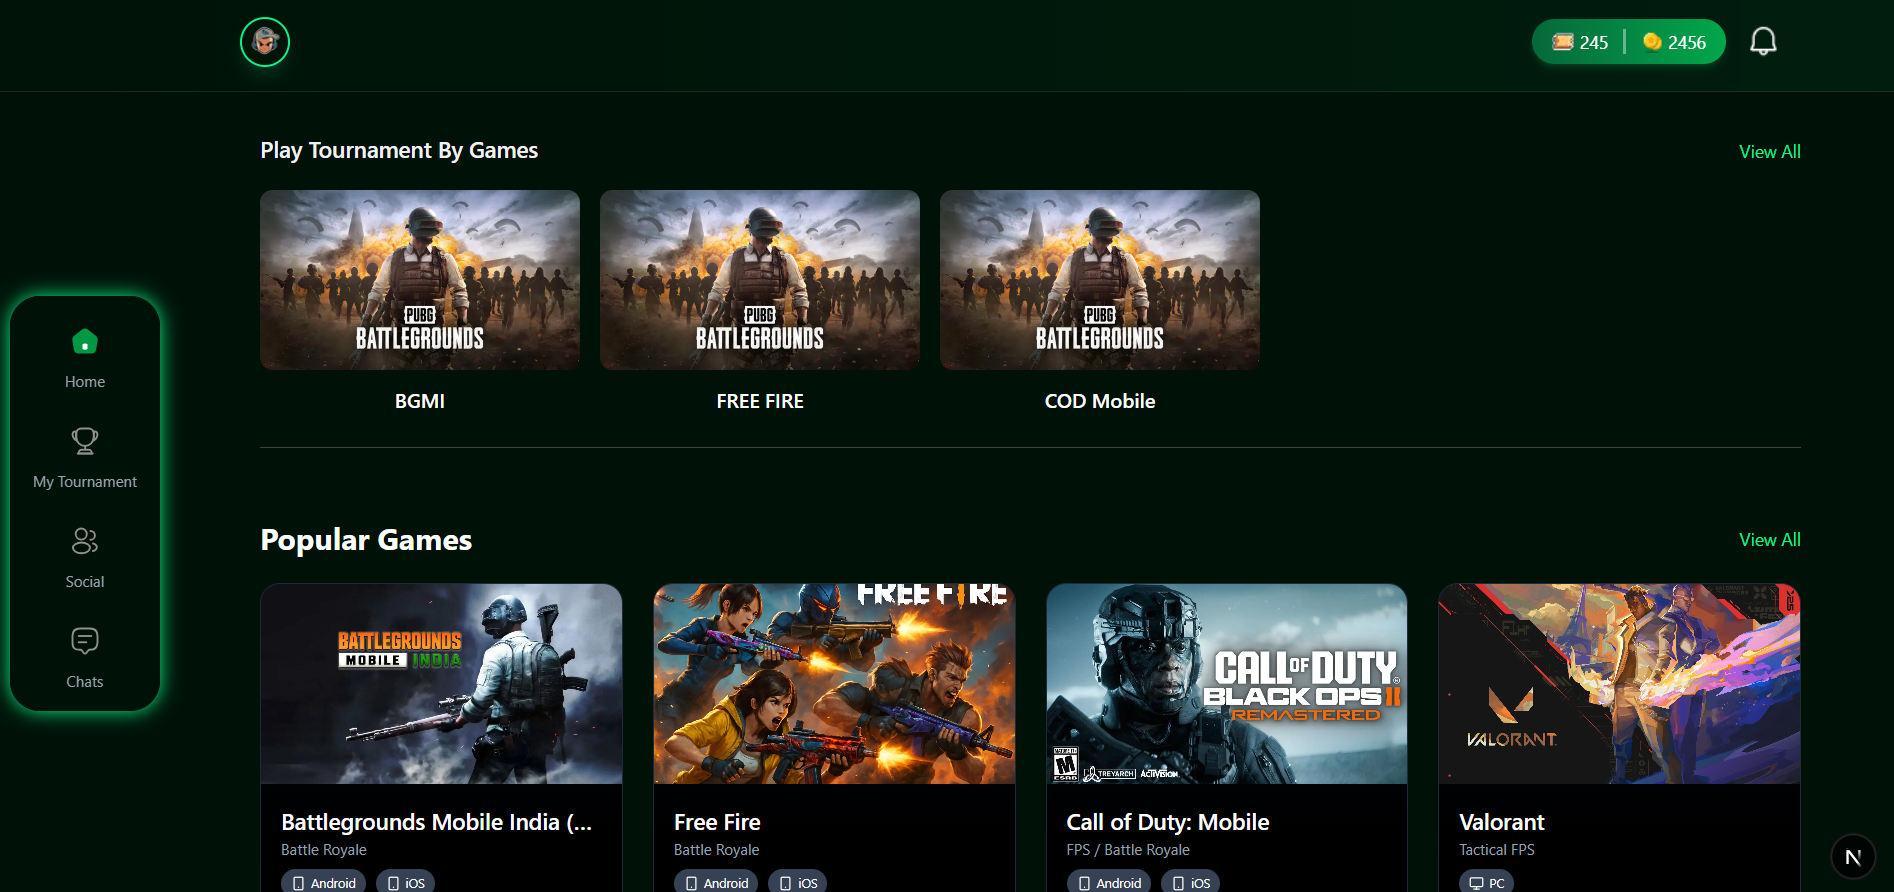 245 | 2456
Play Tournament By Games
View All
PUBG
BATTLEGROUNDS
PUBG
BATTLEGROUNDS
PUBG
BATTLEGROUNDS
BGMI
FREE FIRE
COD Mobile
Home
My Tournament
Social
Chats
Popular Games
View All
BATTLEGROUNDS
MOBILE INDIA
FREE FIRE
CALL OF DUTY
BLACK OPS II
REMASTERED
M
ESRB
TREYARCH
ACTIVISION
VALORANT
Battlegrounds Mobile India (...
Battle Royale
Android
iOS
Free Fire
Battle Royale
Android
iOS
Call of Duty: Mobile
FPS / Battle Royale
Android
iOS
Valorant
Tactical FPS
PC
N